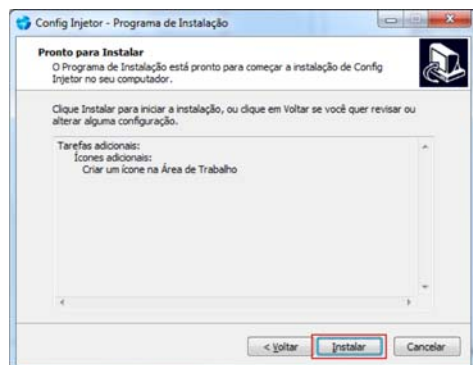 Config Injetor - Programa de Instalação
Pronto para Instalar
O Programa de Instalação está pronto para começar a instalação de Config
Injetor no seu computador.
Clique Instalar para iniciar a instalação, ou clique em Voltar se você quer revisar ou
alterar alguma configuração.
Tarefas adicionais:
Ícones adicionais:
Criar um ícone na Área de Trabalho
< Voltar Instalar Cancelar